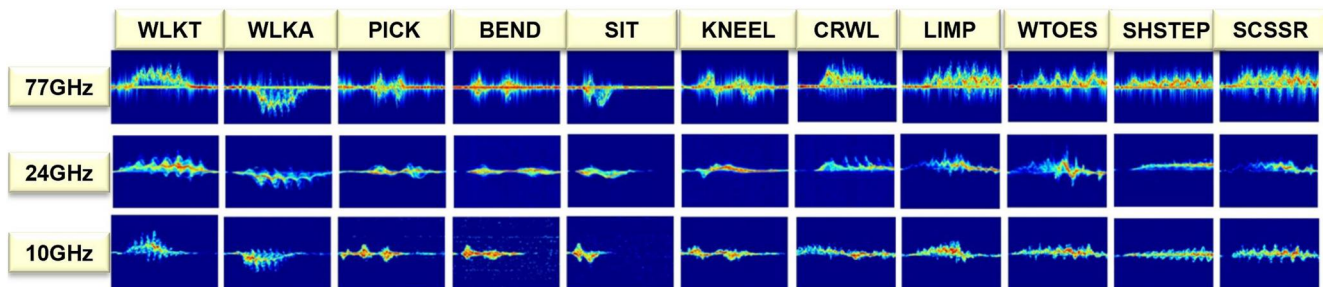 WLKT WLKA PICK BEND SIT KNEEL CRWL LIMP WTOES SHSTEP SCSSR
77GHz
24GHz
10GHz